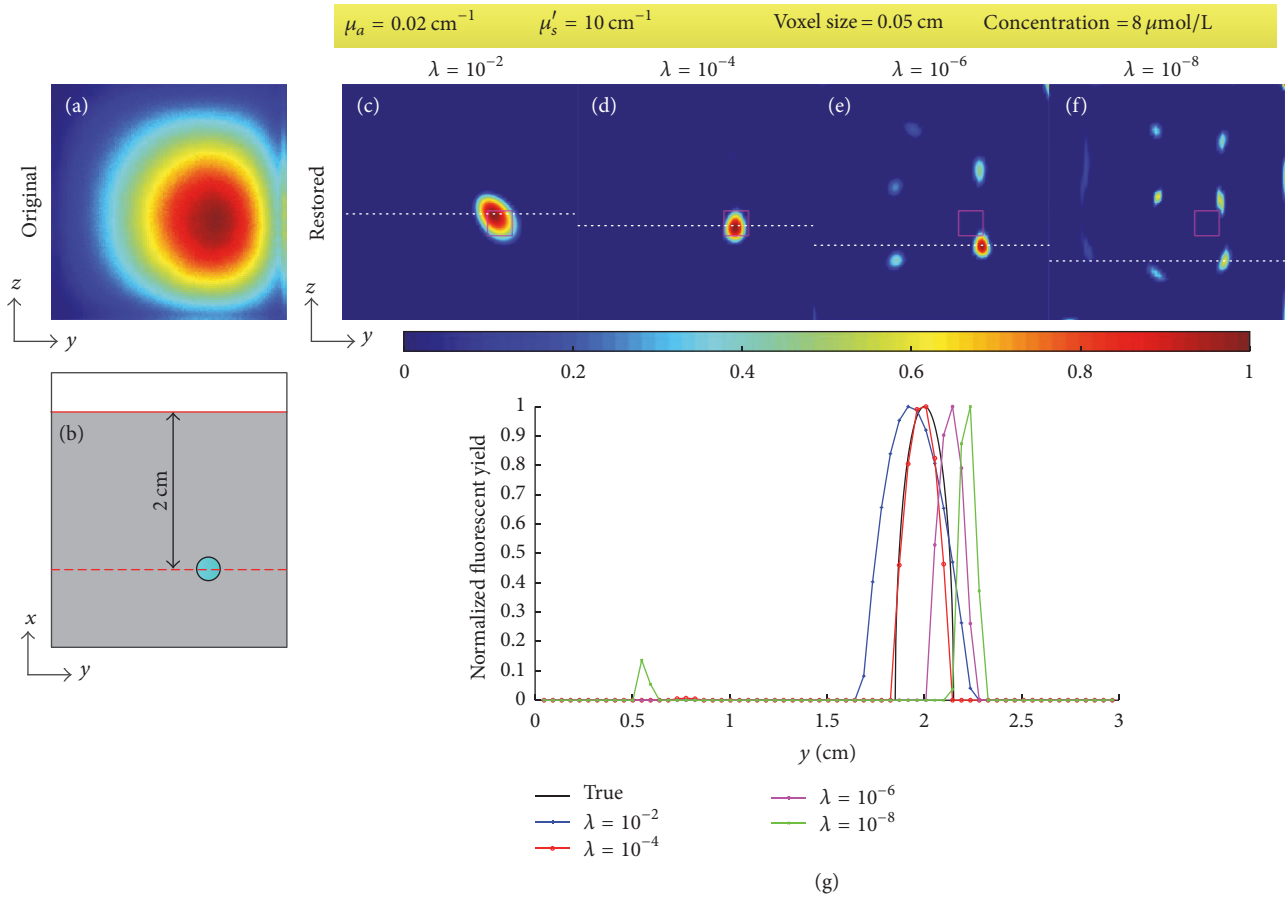 μₐ = 0.02 cm⁻¹ μ′ₛ = 10 cm⁻¹ Voxel size = 0.05 cm Concentration = 8 μmol/L
λ = 10⁻² λ = 10⁻⁴ λ = 10⁻⁶ λ = 10⁻⁸
(a) (c) (d) (e) (f)
Original
Restored
z
y
z
y
0 0.2 0.4 0.6 0.8 1
(b)
2 cm
x
y
1
0.9
0.8
0.7
0.6
0.5
0.4
0.3
0.2
0.1
0
Normalized fluorescent yield
0 0.5 1 1.5 2 2.5 3
y (cm)
True
λ = 10⁻²
λ = 10⁻⁴
λ = 10⁻⁶
λ = 10⁻⁸
(g)